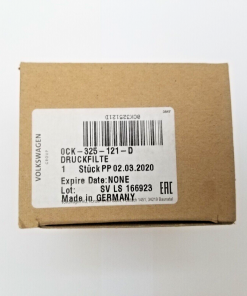 VOLKSWAGEN
0CK3251210
0CK-325-121-D
DRUCKFILTE
1 Stück PP 02.03.2020
Expire Date:NONE
Lot: SV LS 166923
Made in GERMANY
EAC